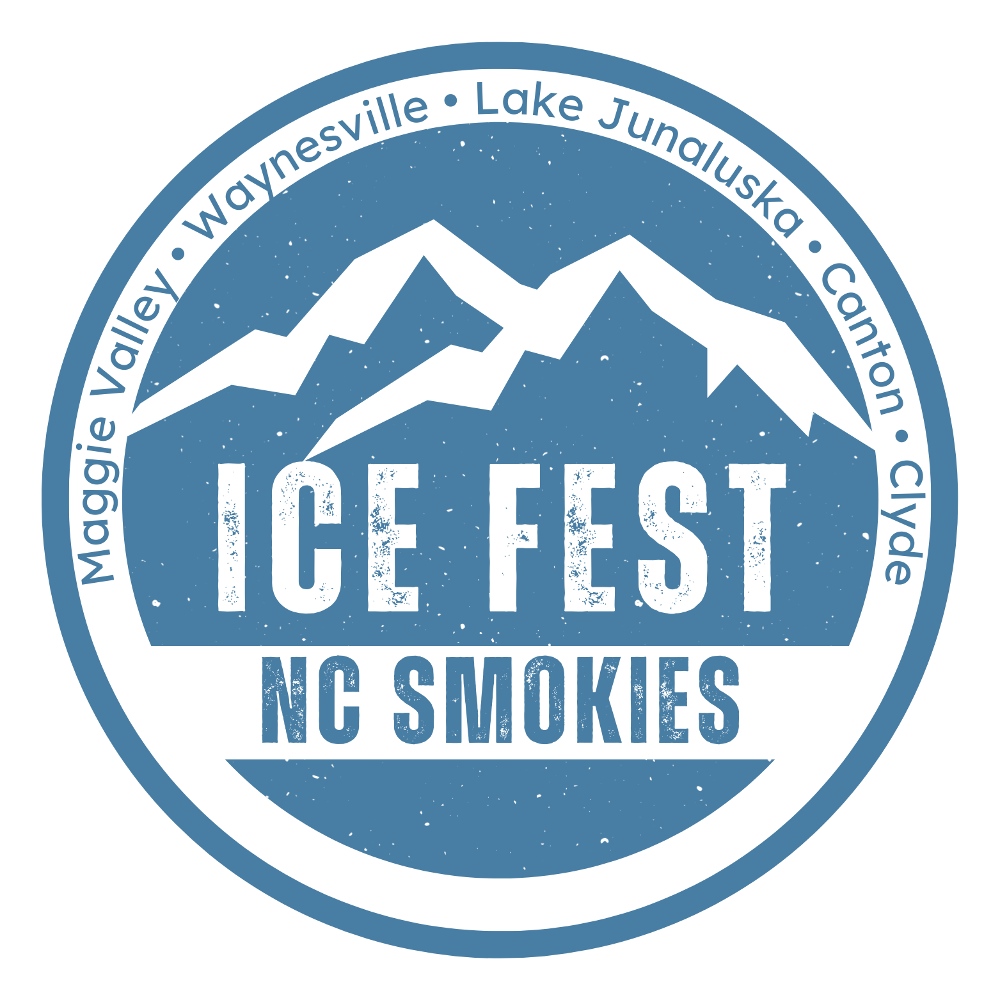 Maggie Valley • Waynesville • Lake Junaluska • Canton • Clyde
ICE FEST
NC SMOKIES